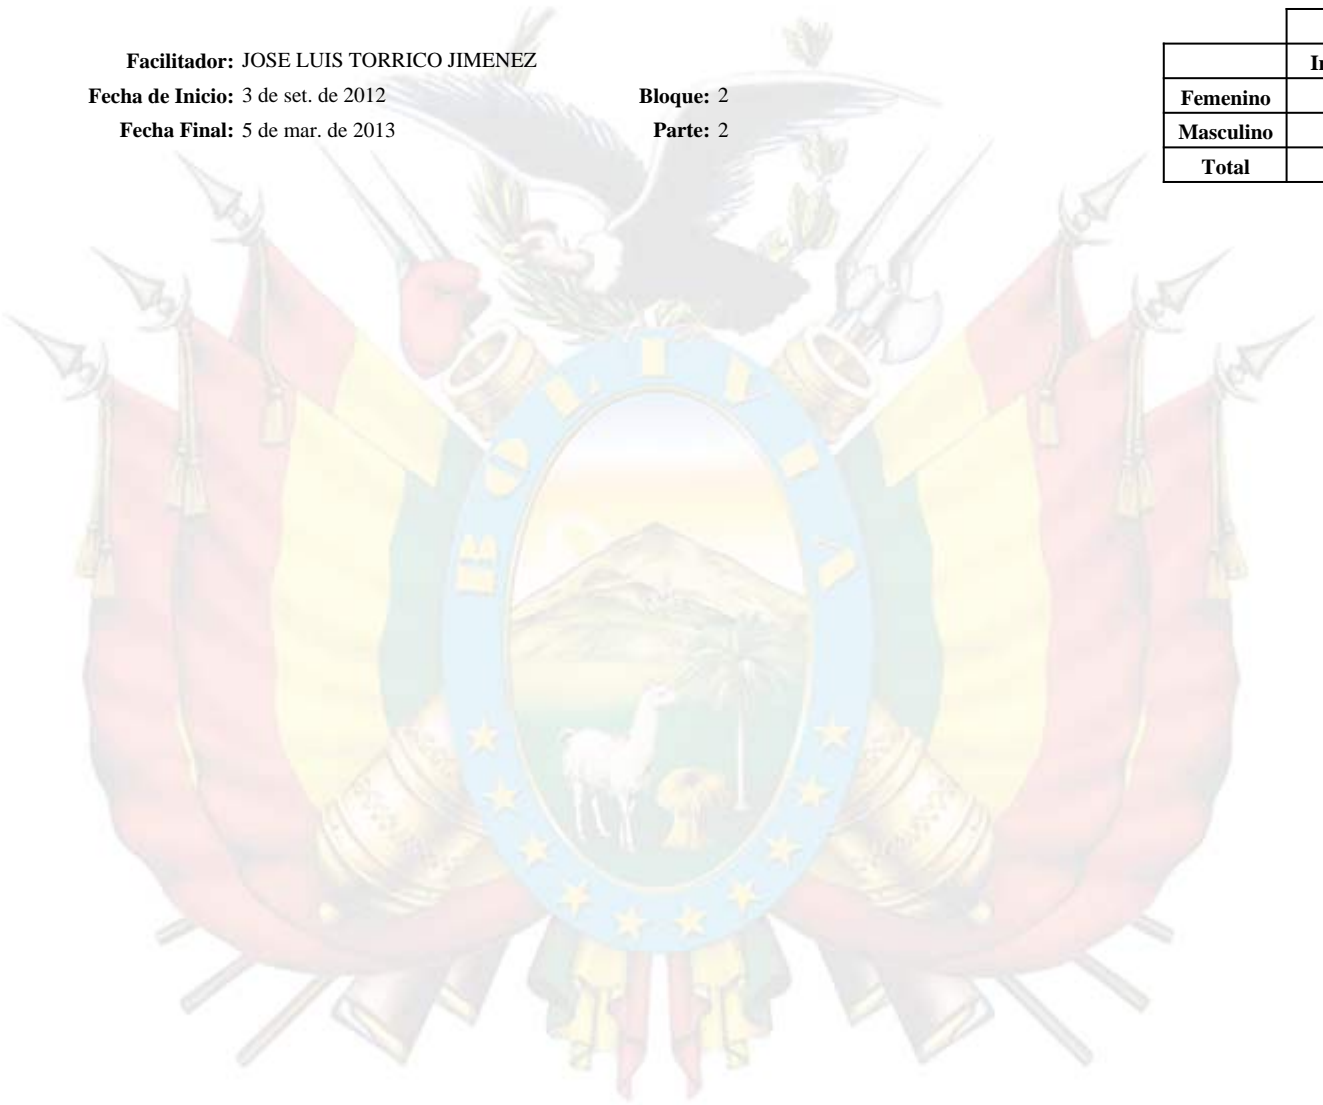 Facilitador: JOSE LUIS TORRICO JIMENEZ
Fecha de Inicio: 3 de set. de 2012 Bloque: 2
Fecha Final: 5 de mar. de 2013 Parte: 2
Femenino
Masculino
Total
BOLIVIA